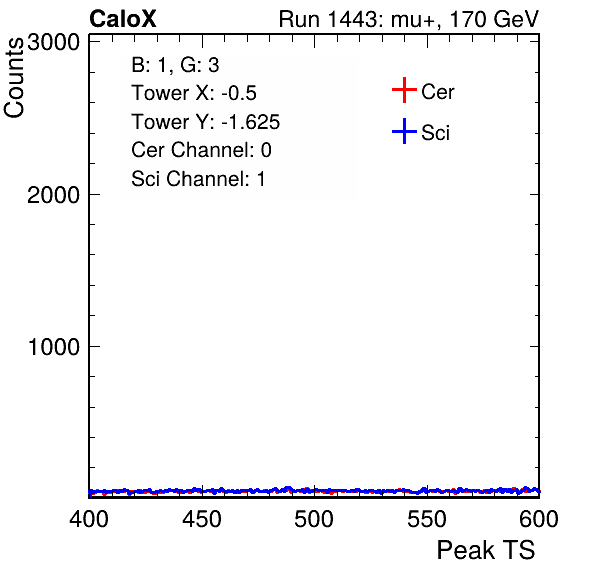 CaloX Run 1443: mu+, 170 GeV
Counts
3000
2000
1000
B: 1, G: 3
Tower X: -0.5
Tower Y: -1.625
Cer Channel: 0
Sci Channel: 1
Cer
Sci
400 450 500 550 600
Peak TS